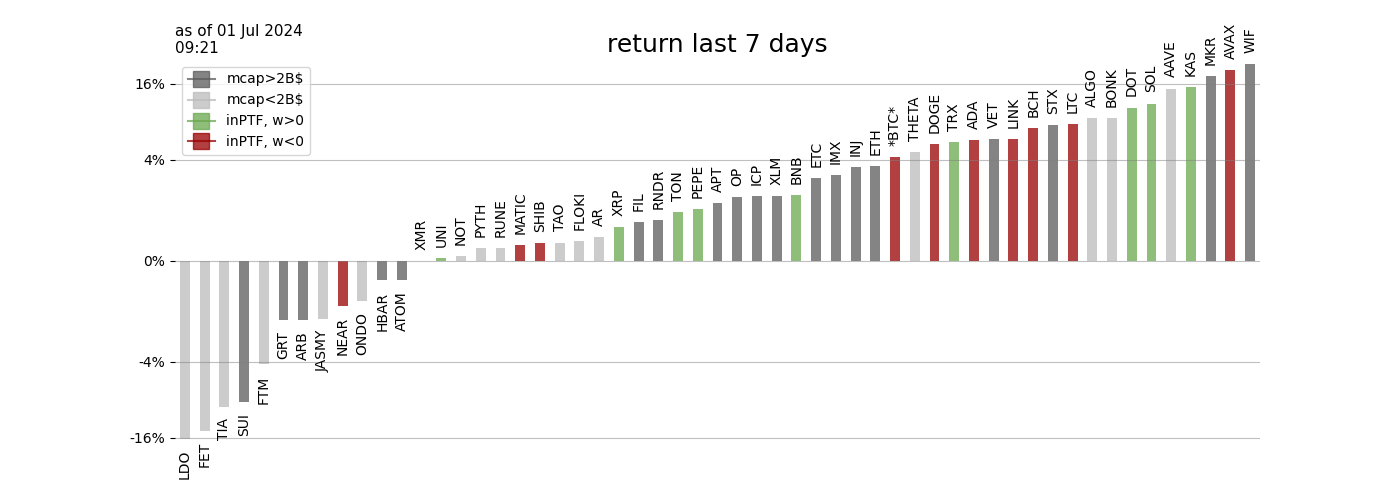 as of 01 Jul 2024
09:21
return last 7 days
mcap>2B$
mcap<2B$
inPTF, w>0
inPTF, w<0
16%
4%
0%
-4%
-16%
LDO
FET
TIA
SUI
FTM
GRT
ARB
JASMY
NEAR
ONDO
HBAR
ATOM
XMR
UNI
NOT
PYTH
RUNE
MATIC
SHIB
TAO
FLOKI
AR
XRP
FIL
RNDR
TON
PEPE
APT
OP
ICP
XLM
BNB
ETC
IMX
INJ
ETH
*BTC*
THETA
DOGE
TRX
ADA
VET
LINK
BCH
STX
LTC
ALGO
BONK
DOT
SOL
AAVE
KAS
MKR
AVAX
WIF